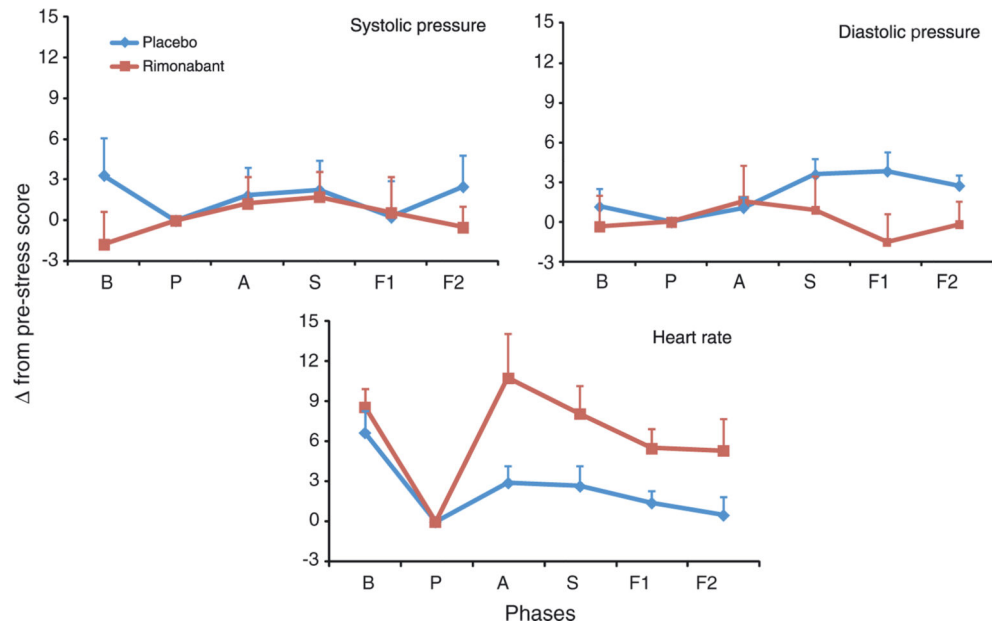 Δ from pre-stress score
Systolic pressure
Placebo
Rimonabant
15
12
9
6
3
0
-3
B P A S F1 F2
Diastolic pressure
15
12
9
6
3
0
-3
B P A S F1 F2
Heart rate
15
12
9
6
3
0
-3
B P A S F1 F2
Phases